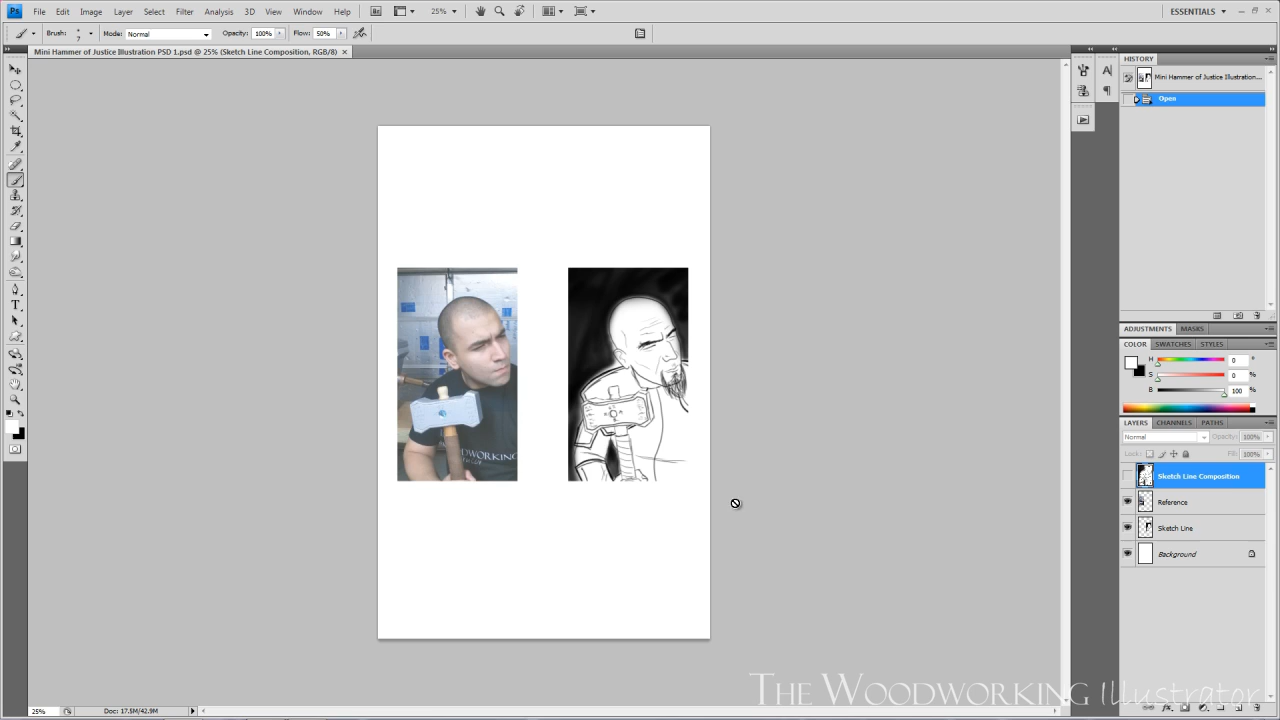 Ps File Edit Image Layer Select Filter Analysis 3D View Window Help 25% ESSENTIALS
Brush: 7 Mode: Normal Opacity: 100% Flow: 50%
Mini Hammer of Justice Illustration PSD 1.psd @ 25% (Sketch Line Composition, RGB/8) ×
HISTORY
Mini Hammer of Justice Illustration...
Open
ADJUSTMENTS MASKS
COLOR SWATCHES STYLES
H 0 °
S 0 %
B 100 %
LAYERS CHANNELS PATHS
Normal Opacity: 100%
Lock: Fill: 100%
Sketch Line Composition
Reference
Sketch Line
Background
ODWORKING
THE WOODWORKING Illustrator
25% Doc: 17.5M/42.9M